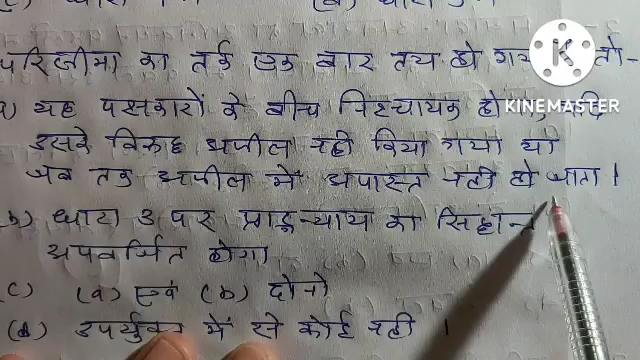 परिसीमा का तर्क एक बार तय हो गया तो-
a) यह पक्षकारों के बीच निश्चायक होगा यदि
उसके विरूद्ध अपील नही किया गया या
जब तक अपील में अपास्त नही हो जाता ।
b) धारा 3 पर प्राङ्न्याय का सिद्धान्त
अपवर्जित होगा
(c) (a) एवं (b) दोनो
(d) उपर्युक्त में से कोई नही ।
KINEMASTER